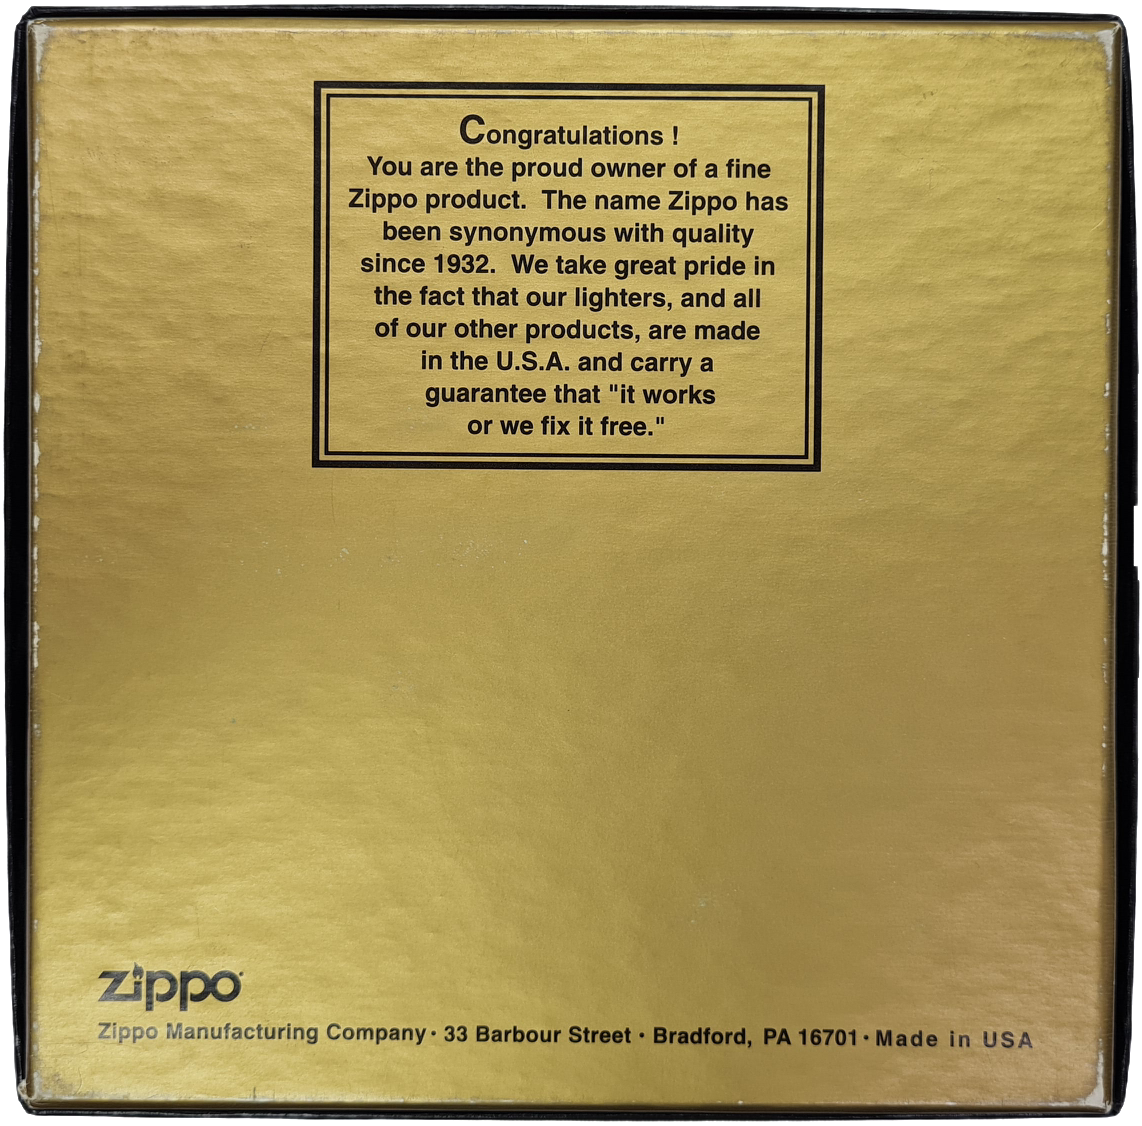 Congratulations !
You are the proud owner of a fine
Zippo product.  The name Zippo has
been synonymous with quality
since 1932.  We take great pride in
the fact that our lighters, and all
of our other products, are made
in the U.S.A. and carry a
guarantee that "it works
or we fix it free."
zippo®
Zippo Manufacturing Company · 33 Barbour Street · Bradford, PA 16701 · Made in USA